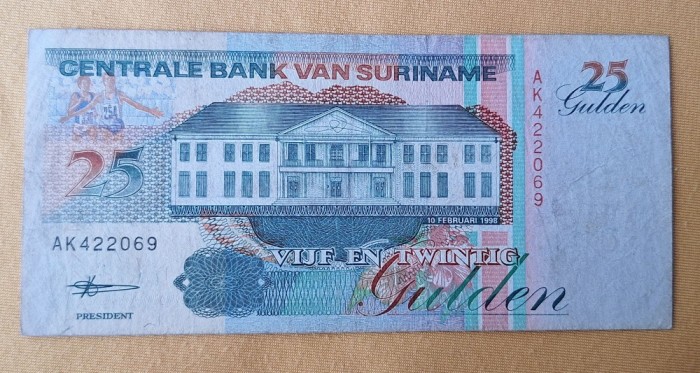 CENTRALE BANK VAN SURINAME
25
Gulden
AK422069
25
10 FEBRUARI 1998
AK422069
VIJF EN TWINTIG
Gulden
PRESIDENT